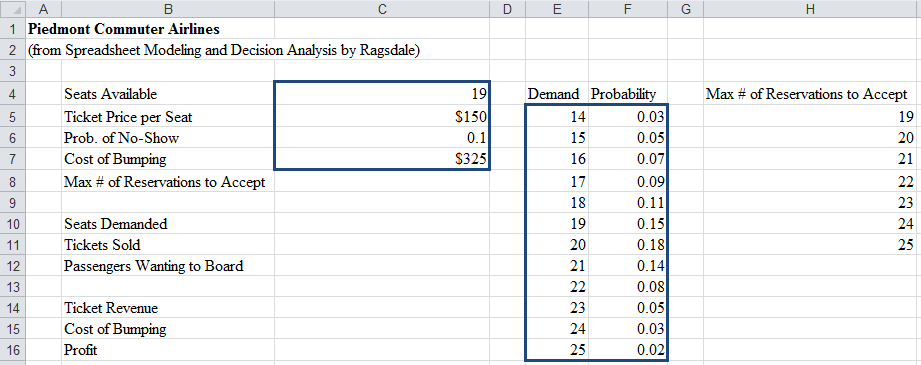 A B C D E F G H
1 Piedmont Commuter Airlines
2 (from Spreadsheet Modeling and Decision Analysis by Ragsdale)
3
4 Seats Available 19 Demand Probability Max # of Reservations to Accept
5 Ticket Price per Seat $150 14 0.03 19
6 Prob. of No-Show 0.1 15 0.05 20
7 Cost of Bumping $325 16 0.07 21
8 Max # of Reservations to Accept 17 0.09 22
9 18 0.11 23
10 Seats Demanded 19 0.15 24
11 Tickets Sold 20 0.18 25
12 Passengers Wanting to Board 21 0.14
13 22 0.08
14 Ticket Revenue 23 0.05
15 Cost of Bumping 24 0.03
16 Profit 25 0.02